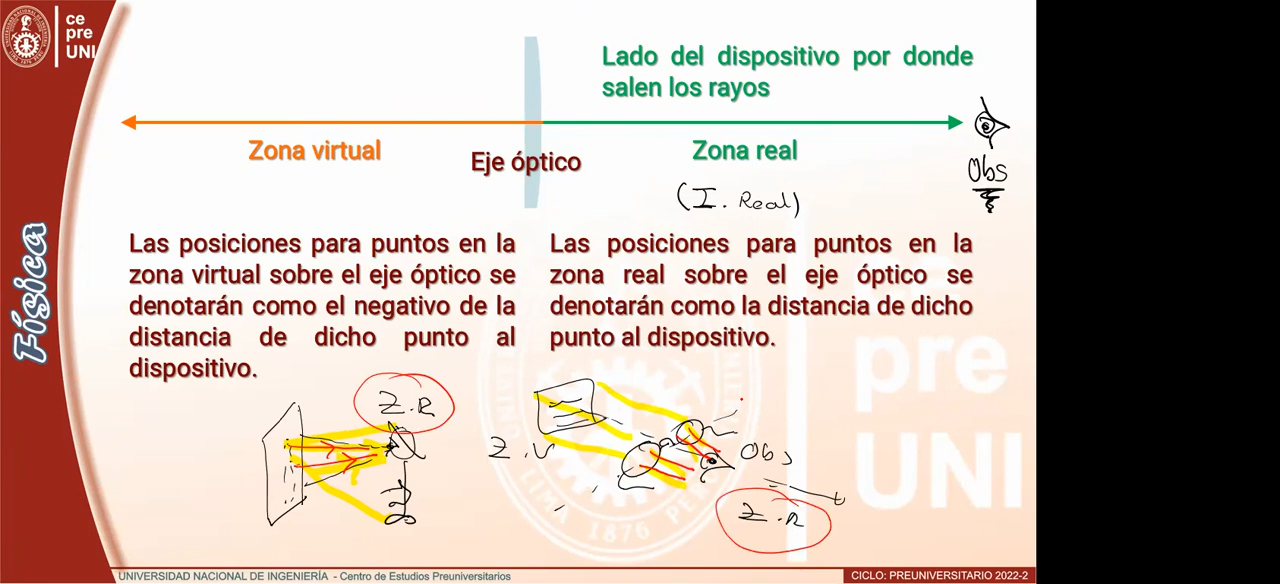 ce
pre
UNI
Lado del dispositivo por donde
salen los rayos
Zona virtual
Eje óptico
Zona real
Obs
(I. Real)
Las posiciones para puntos en la
zona virtual sobre el eje óptico se
denotarán como el negativo de la
distancia de dicho punto al
dispositivo.
Las posiciones para puntos en la
zona real sobre el eje óptico se
denotarán como la distancia de dicho
punto al dispositivo.
Física
Z.R
Z.V
Obs
Z.R
pre
UNI
LIMA 1876
UNIVERSIDAD NACIONAL DE INGENIERÍA - Centro de Estudios Preuniversitarios
CICLO: PREUNIVERSITARIO 2022-2